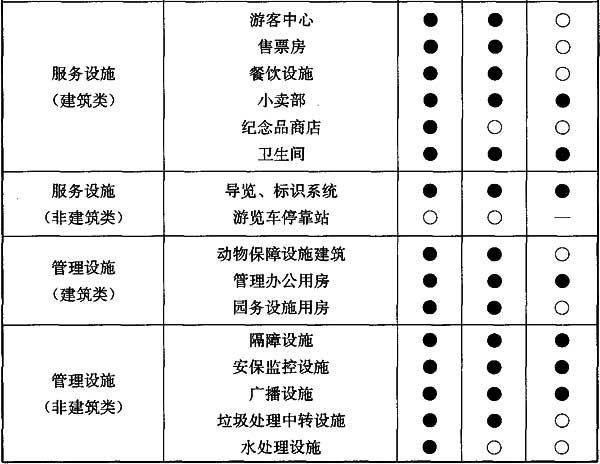 游客中心 ● ● ○
售票房 ● ● ○
服务设施 餐饮设施 ● ● ○
（建筑类） 小卖部 ● ● ●
纪念品商店 ● ○ ○
卫生间 ● ● ●
服务设施 导览、标识系统 ● ● ●
（非建筑类） 游览车停靠站 ○ ○ —
动物保障设施建筑 ● ● ○
管理设施
（建筑类） 管理办公用房 ● ● ●
园务设施用房 ● ● ○
隔障设施 ● ● ●
安保监控设施 ● ● ●
管理设施
（非建筑类） 广播设施 ● ● ●
垃圾处理中转设施 ● ● ○
水处理设施 ● ○ ○